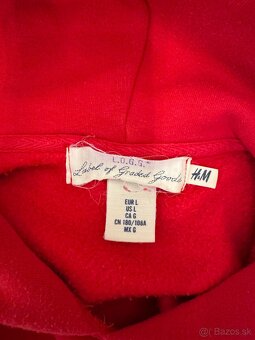 L.O.G.G.
Label of Graded Goods
H&M
EUR L
US L
CA G
CN 180/108A
MX G
Bazos.sk